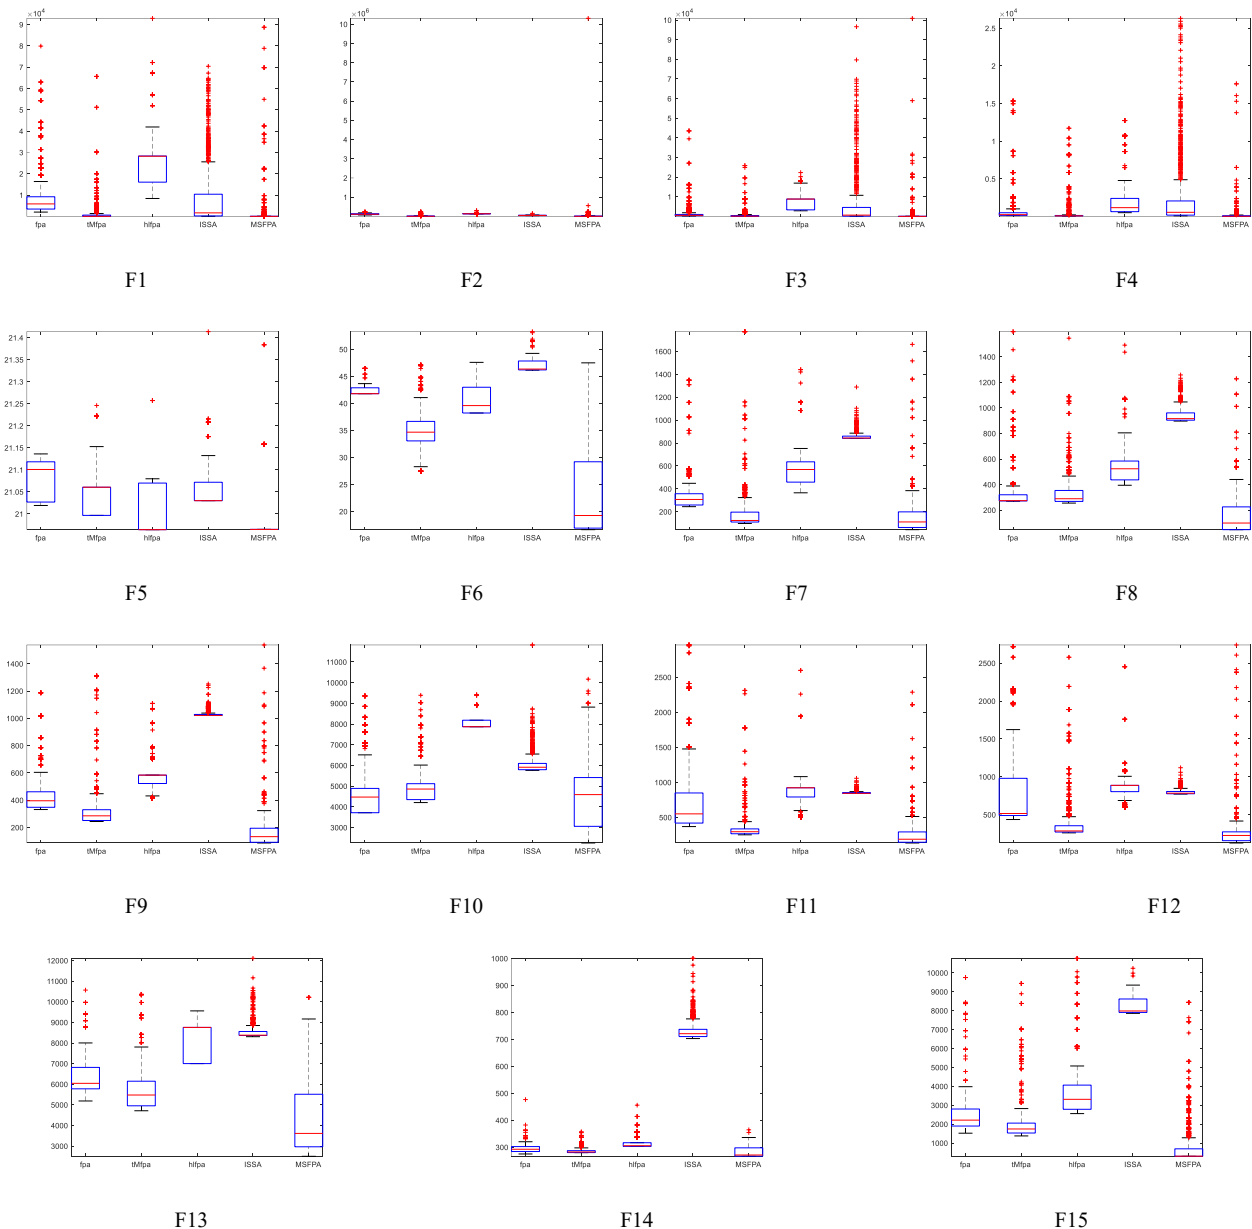 ×10^4 ×10^6 ×10^4 ×10^4
9 10 10
8 9 9 2.5
7 8 8
6 7 7 2
5 6 6
4 5 5 1.5
3 4 4 1
2 3 3
1 2 2 0.5
1 1
fpa tMfpa hlfpa ISSA MSFPA fpa tMfpa hlfpa ISSA MSFPA fpa tMfpa hlfpa ISSA MSFPA fpa tMfpa hlfpa ISSA MSFPA
F1 F2 F3 F4
21.4 50 1600 1400
21.35 45 1400 1200
21.3 40 1200 1000
21.25 35 1000 800
21.2 30 800 600
21.15 25 600 400
21.1 20 400 200
21.05 200
21
fpa tMfpa hlfpa ISSA MSFPA fpa tMfpa hlfpa ISSA MSFPA fpa tMfpa hlfpa ISSA MSFPA fpa tMfpa hlfpa ISSA MSFPA
F5 F6 F7 F8
1400 11000 2500 2500
1200 10000 2000 2000
1000 9000 1500 1500
800 8000 1000 1000
600 7000 500 500
400 6000
200 5000
4000
3000
fpa tMfpa hlfpa ISSA MSFPA fpa tMfpa hlfpa ISSA MSFPA fpa tMfpa hlfpa ISSA MSFPA fpa tMfpa hlfpa ISSA MSFPA
F9 F10 F11 F12
12000 1000 10000
11000 900 9000
10000 800 8000
9000 700 7000
8000 600 6000
7000 500 5000
6000 400 4000
5000 300 3000
4000 2000
3000 1000
fpa tMfpa hlfpa ISSA MSFPA fpa tMfpa hlfpa ISSA MSFPA fpa tMfpa hlfpa ISSA MSFPA
F13 F14 F15